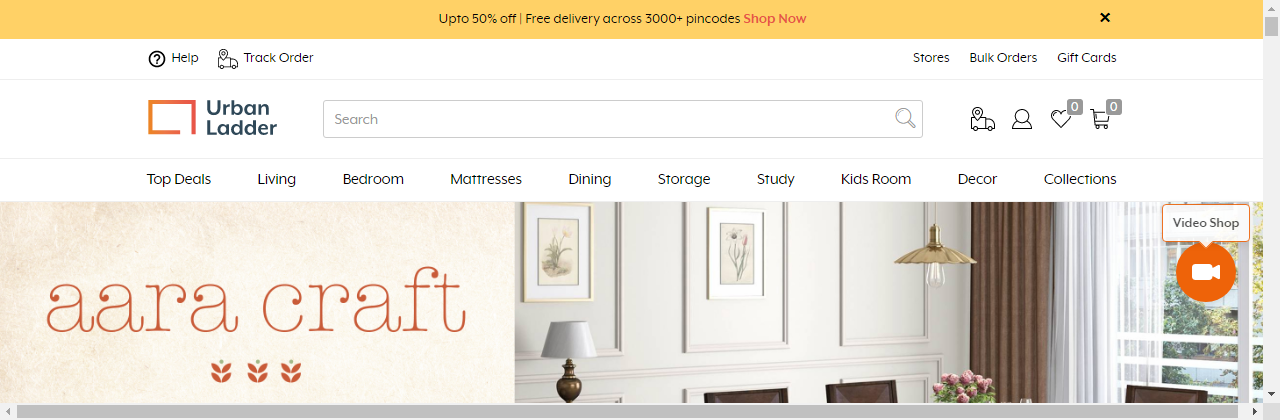 Upto 50% off | Free delivery across 3000+ pincodes Shop Now ✕
Help Track Order Stores Bulk Orders Gift Cards
Urban
Ladder
Search
0 0
Top Deals Living Bedroom Mattresses Dining Storage Study Kids Room Decor Collections
Video Shop
aara craft